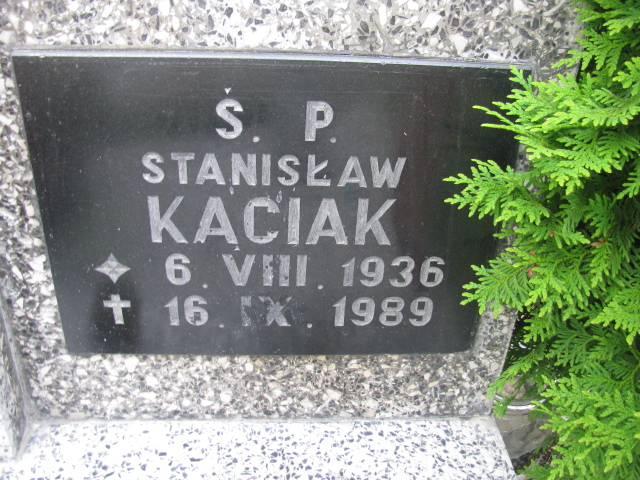 Ś. P.
STANISŁAW
KĄCIAK
6. VIII. 1936
16. IX. 1989